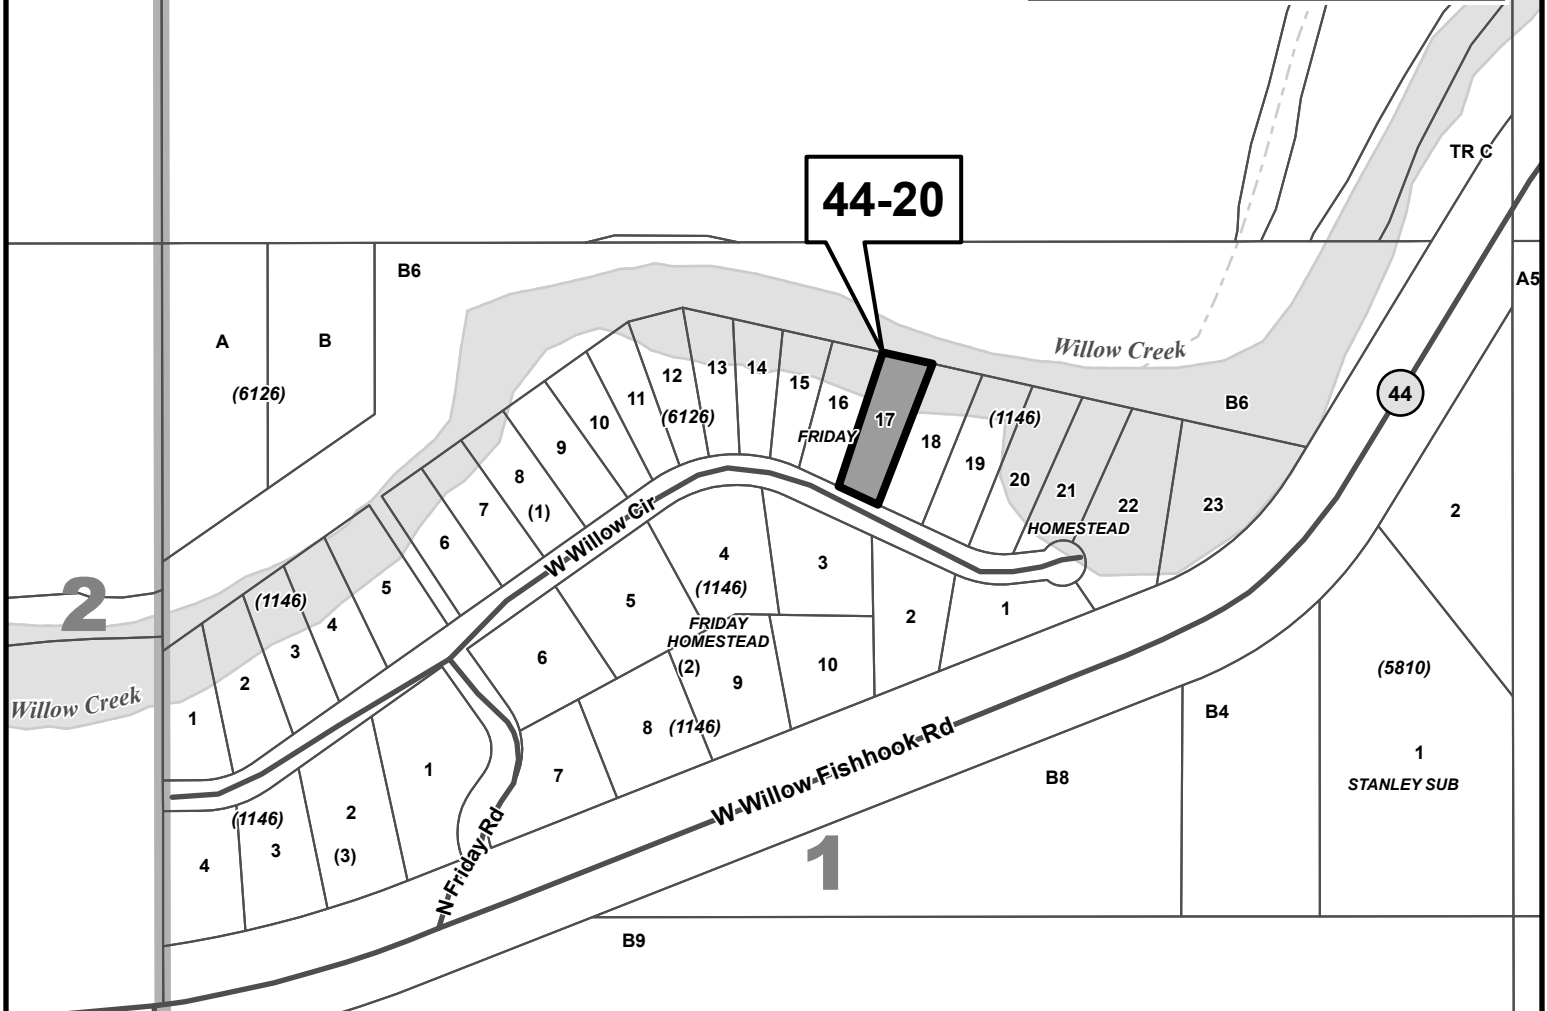 TR C
44-20
B6
A5
A
B
(6126)
Willow Creek
44
B6
12
13
14
15
16
17
18
(1146)
(6126)
FRIDAY
11
10
9
8
(1)
7
6
5
(1146)
4
3
2
1
19
20
21
22
23
HOMESTEAD
2
W Willow Cir
4
(1146)
3
5
FRIDAY
HOMESTEAD
(2)
6
9
10
2
1
2
Willow Creek
8
(1146)
7
1
2
(3)
(1146)
3
4
N Friday Rd
W Willow Fishhook Rd
(5810)
B4
1
STANLEY SUB
B8
1
B9